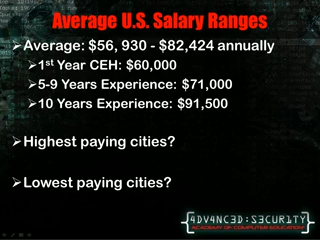 Average U.S. Salary Ranges
Average: $56, 930 - $82,424 annually
1st Year CEH: $60,000
5-9 Years Experience: $71,000
10 Years Experience: $91,500
Highest paying cities?
Lowest paying cities?
4DV4NC3D:S3CUR1TY
ACADEMY OF COMPUTER EDUCATION